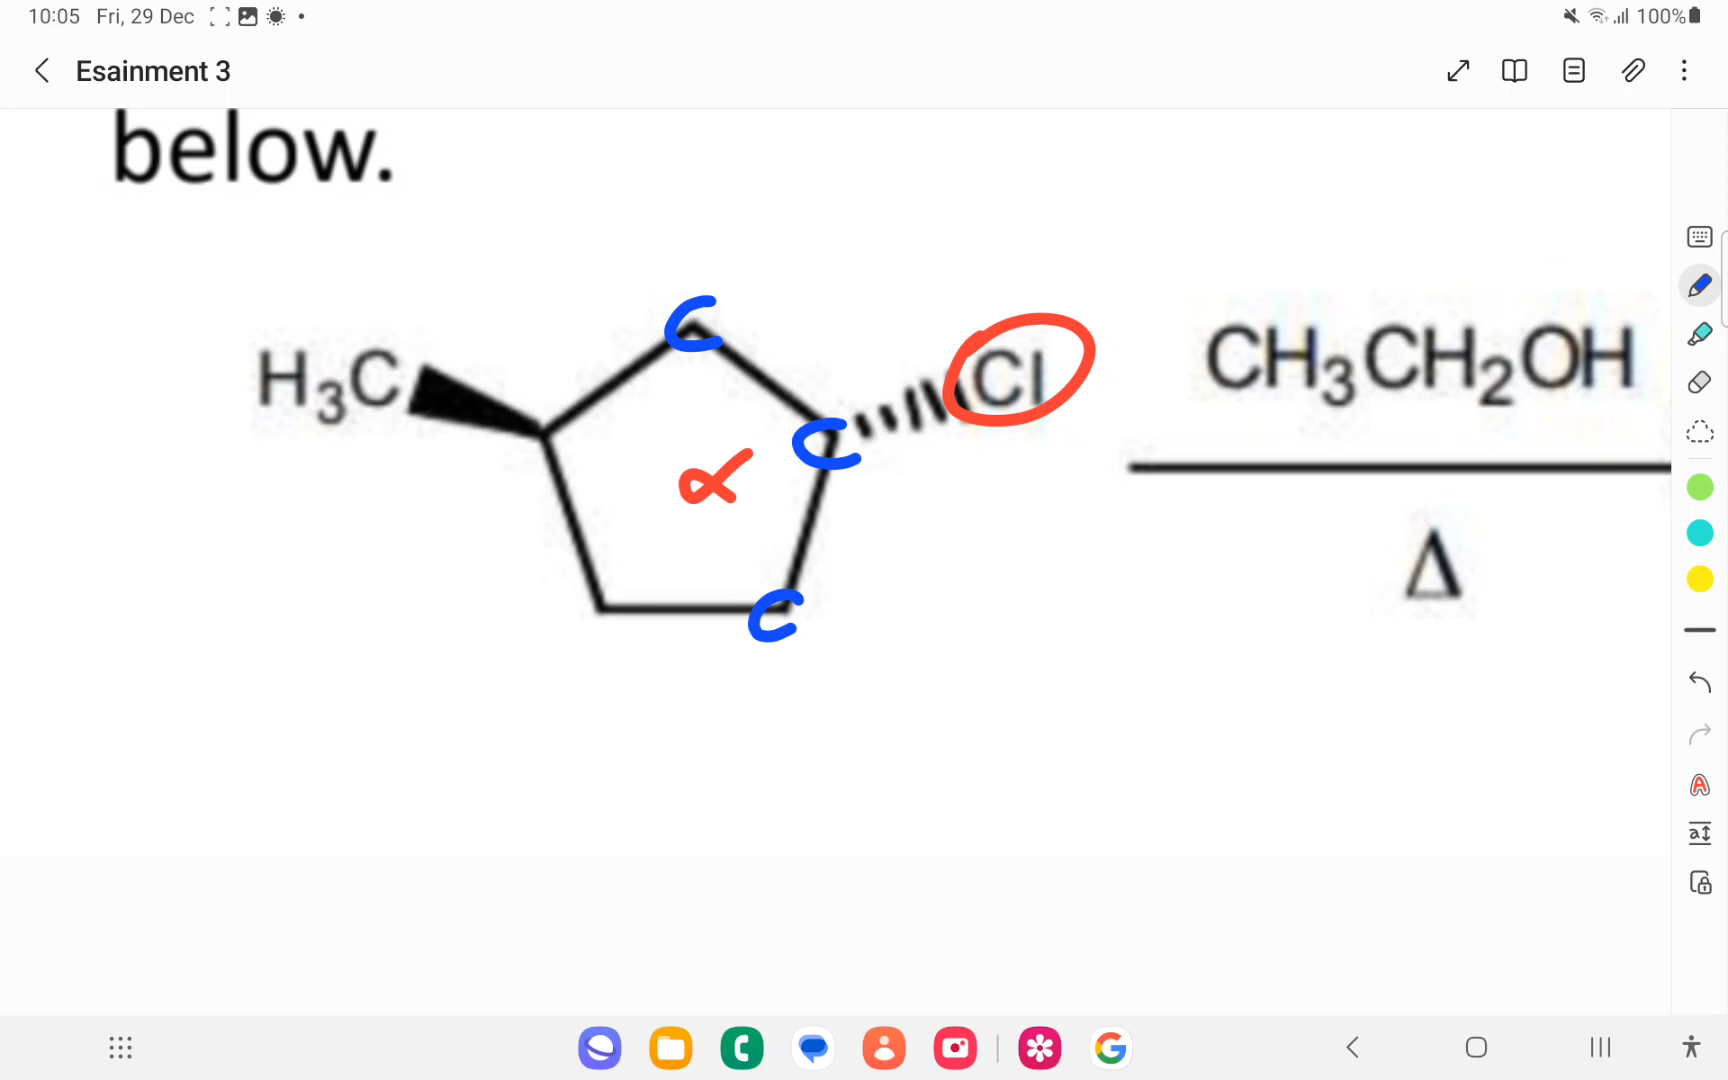 10:05 Fri, 29 Dec
100%
Esainment 3
below.
H₃C
C
Cl
CH₃CH₂OH
C
α
Δ
C
A
a
G